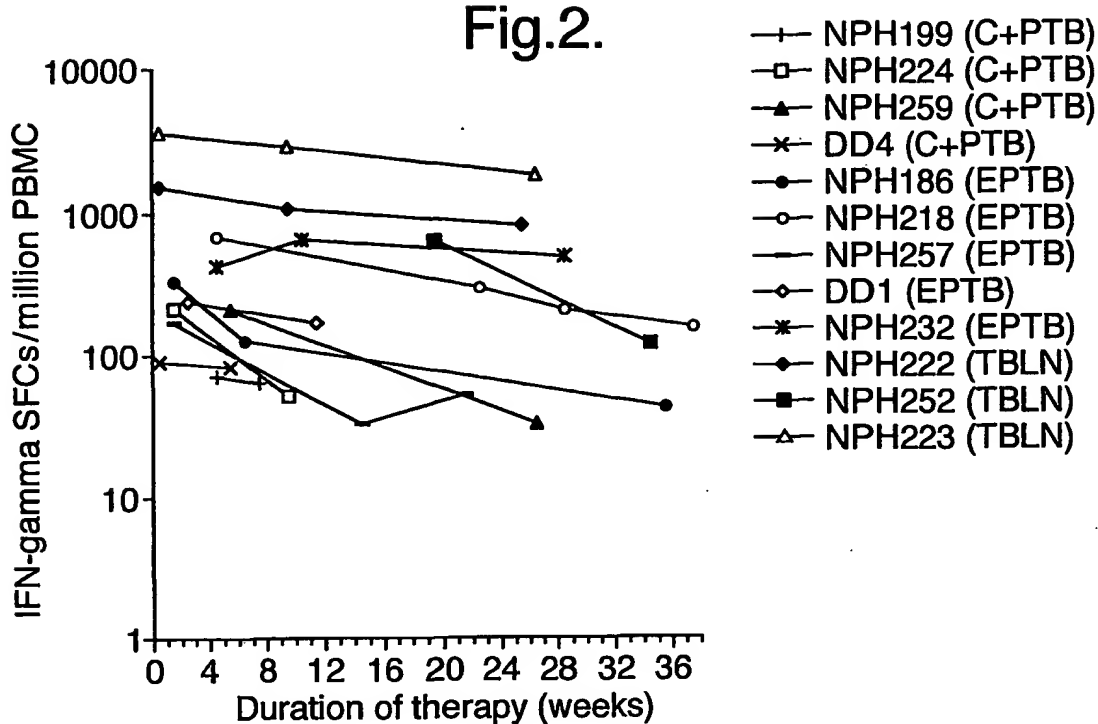 Fig.2.
IFN-gamma SFCs/million PBMC
10000
1000
100
10
1
0 4 8 12 16 20 24 28 32 36
Duration of therapy (weeks)
NPH199 (C+PTB)
NPH224 (C+PTB)
NPH259 (C+PTB)
DD4 (C+PTB)
NPH186 (EPTB)
NPH218 (EPTB)
NPH257 (EPTB)
DD1 (EPTB)
NPH232 (EPTB)
NPH222 (TBLN)
NPH252 (TBLN)
NPH223 (TBLN)